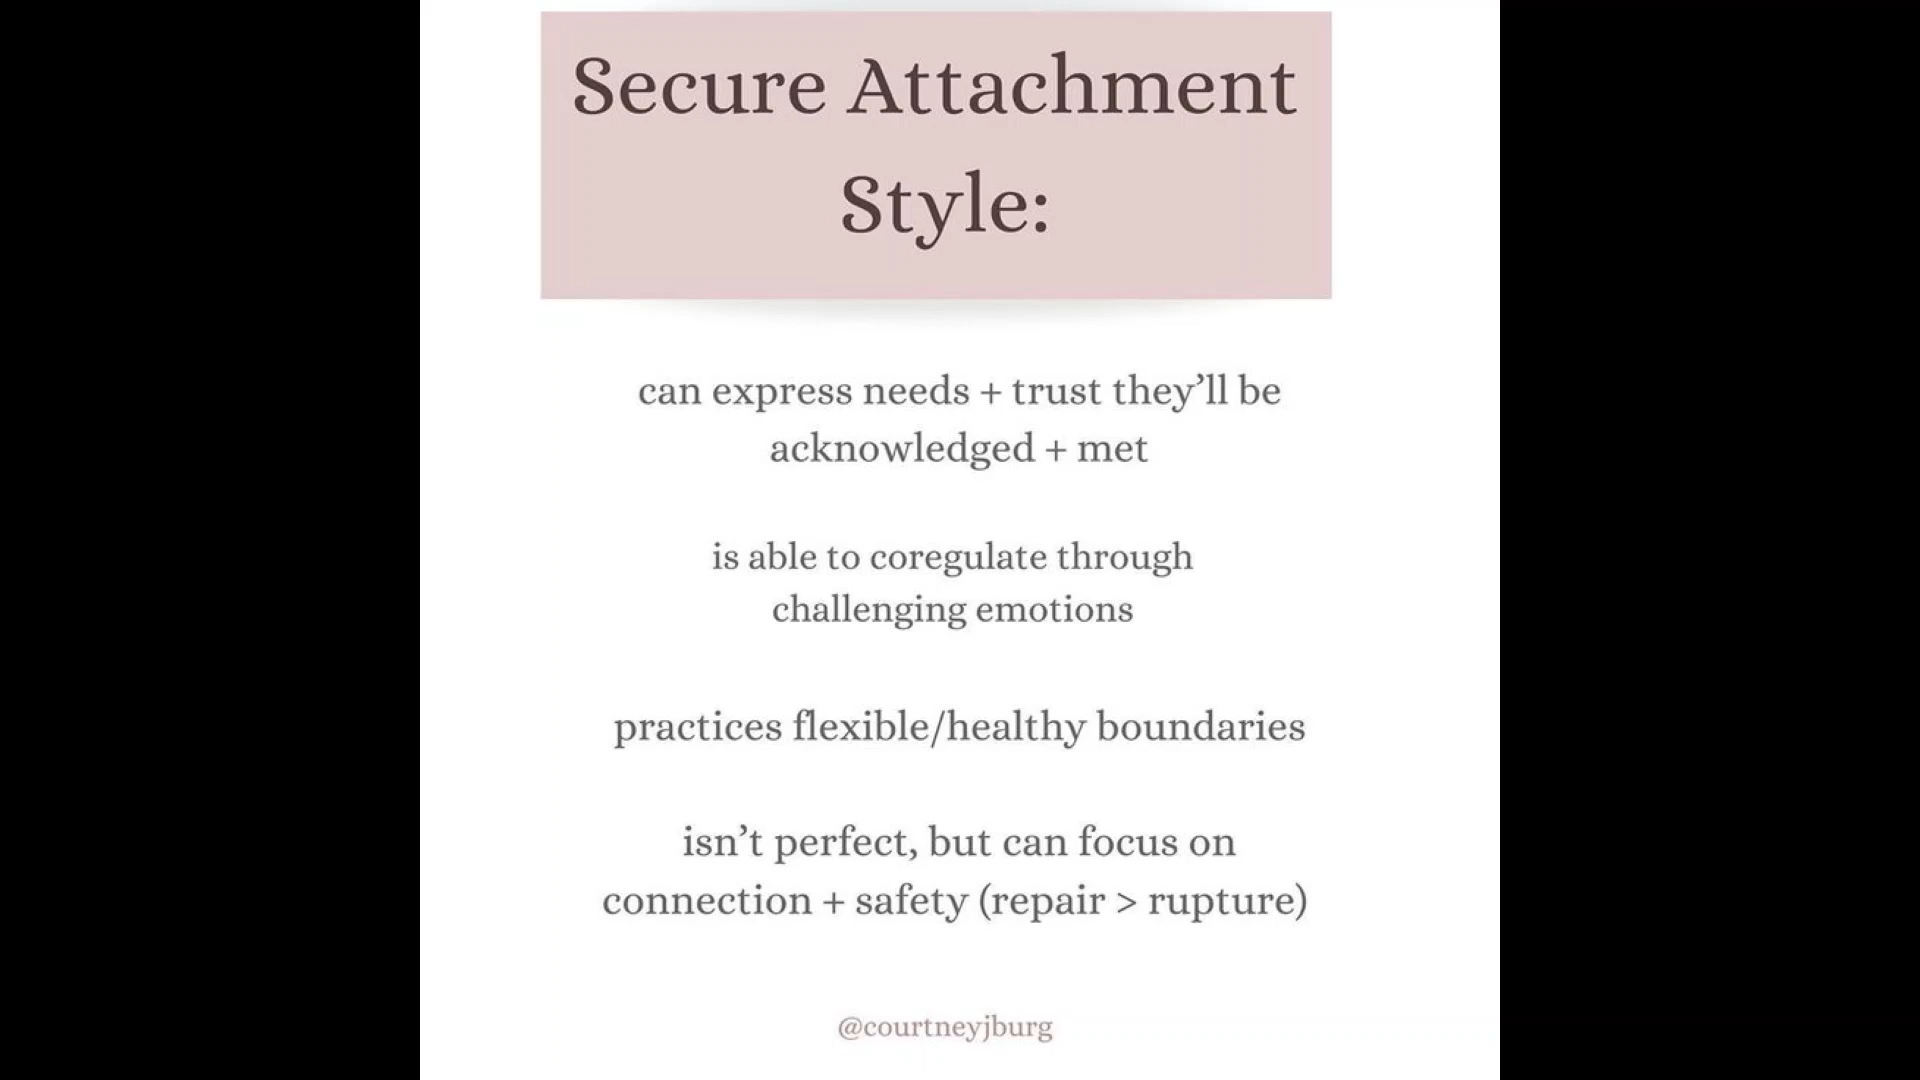 Secure Attachment
Style:
can express needs + trust they’ll be
acknowledged + met
is able to coregulate through
challenging emotions
practices flexible/healthy boundaries
isn’t perfect, but can focus on
connection + safety (repair > rupture)
@courtneyjburg